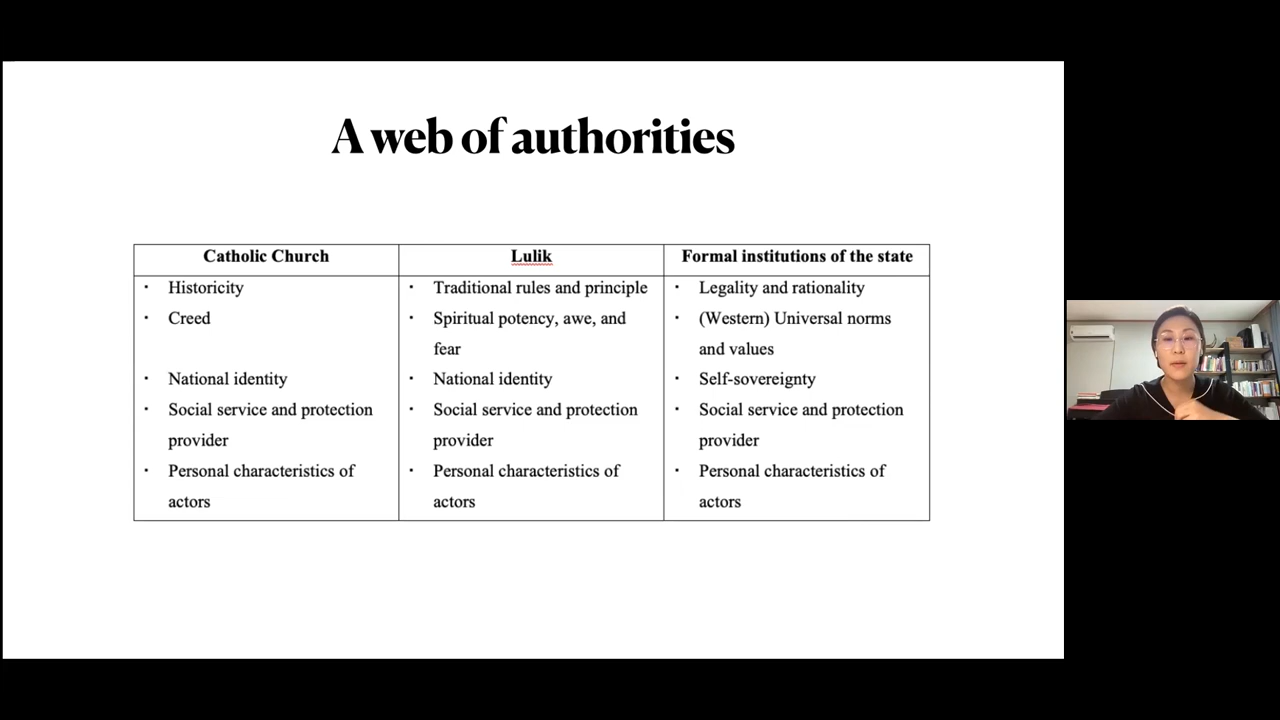 A web of authorities
Catholic Church
Lulik
Formal institutions of the state
· Historicity
· Creed
· National identity
· Social service and protection
provider
· Personal characteristics of
actors
· Traditional rules and principle
· Spiritual potency, awe, and
fear
· National identity
· Social service and protection
provider
· Personal characteristics of
actors
· Legality and rationality
· (Western) Universal norms
and values
· Self-sovereignty
· Social service and protection
provider
· Personal characteristics of
actors